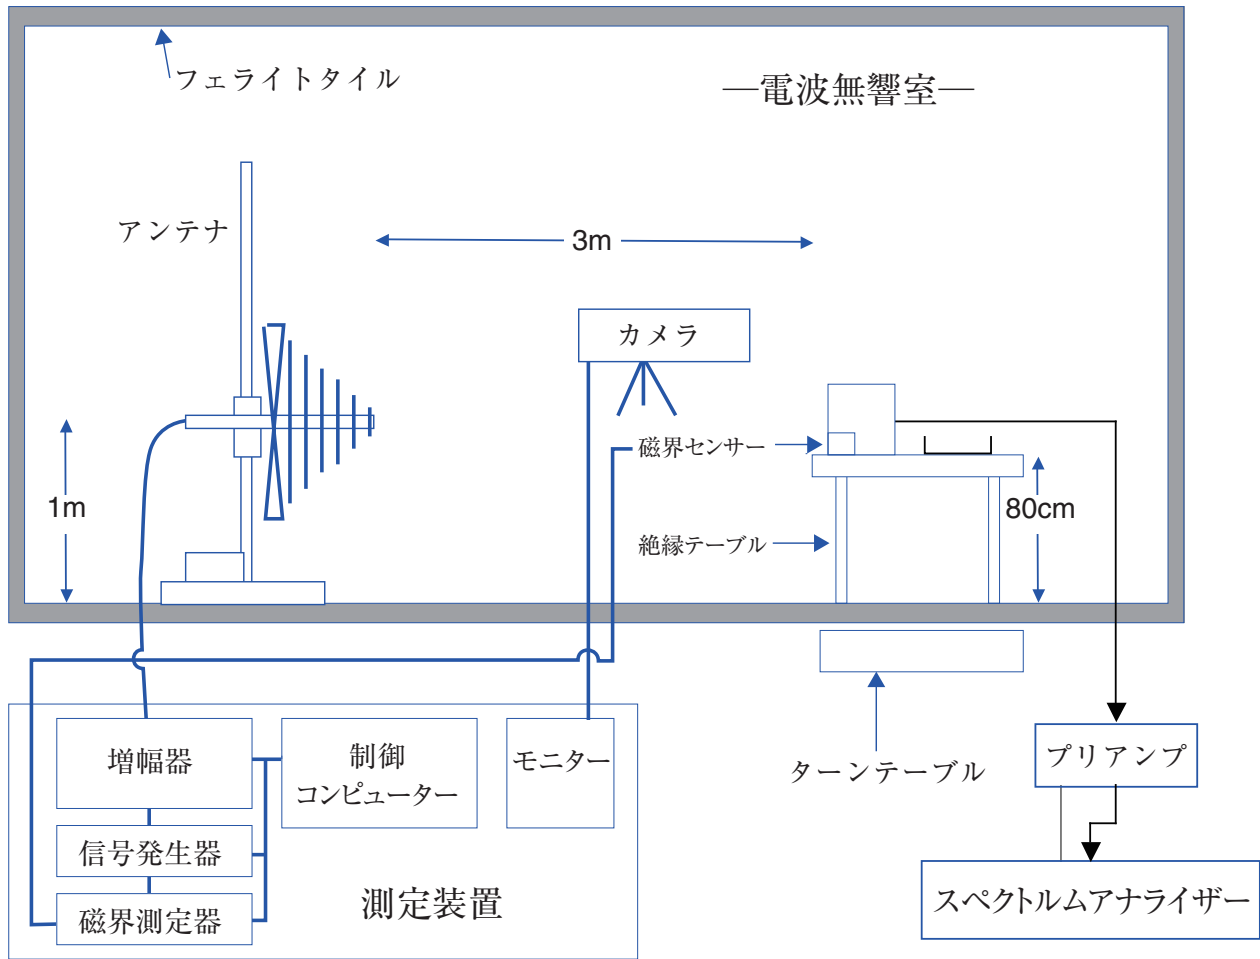 フェライトタイル
―電波無響室―
アンテナ
3m
カメラ
磁界センサー
1m
80cm
絶縁テーブル
増幅器
制御
コンピューター
モニター
ターンテーブル
プリアンプ
信号発生器
測定装置
磁界測定器
スペクトルムアナライザー